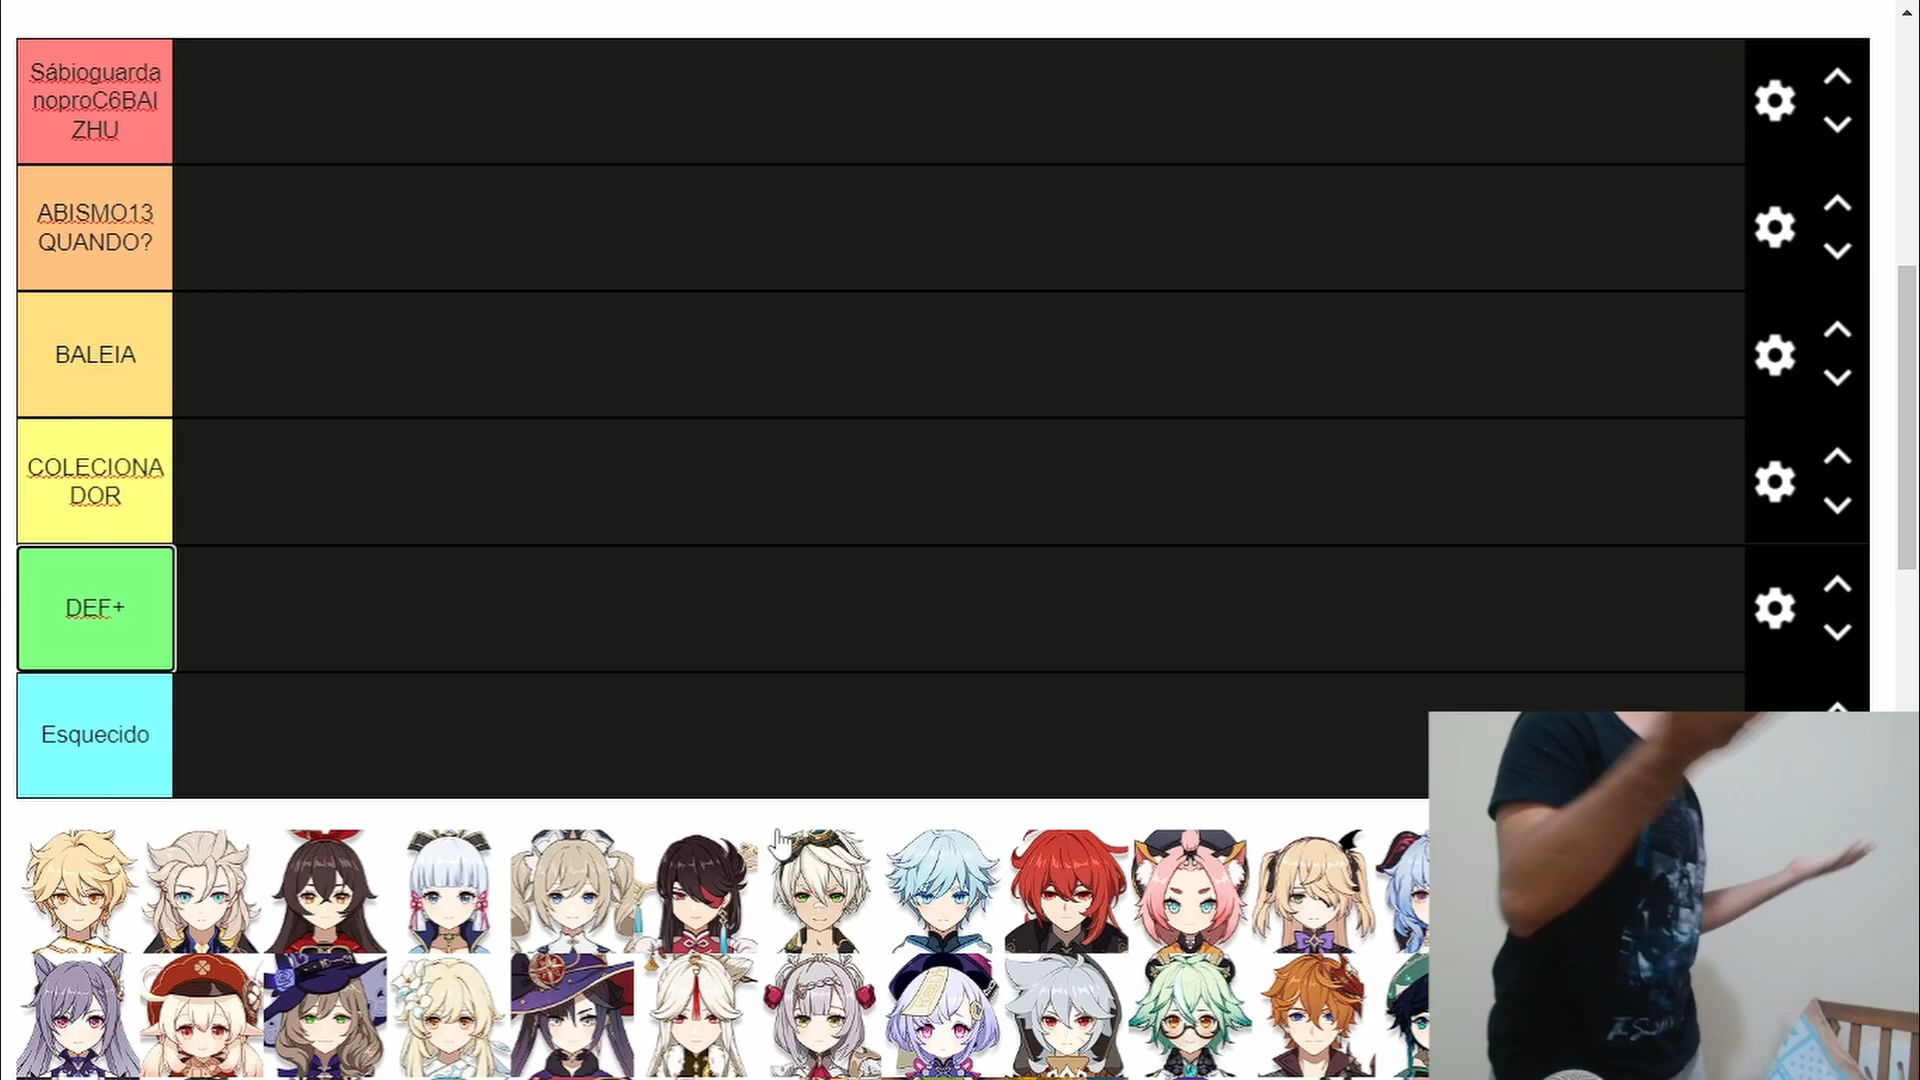 Sábioguarda
noproC6BAI
ZHU
ABISMO13
QUANDO?
BALEIA
COLECIONA
DOR
DEF+
Esquecido